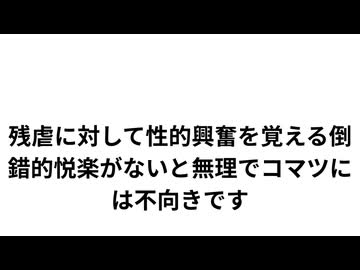 残虐に対して性的興奮を覚える倒
錯的悦楽がないと無理でコマツに
は不向きです